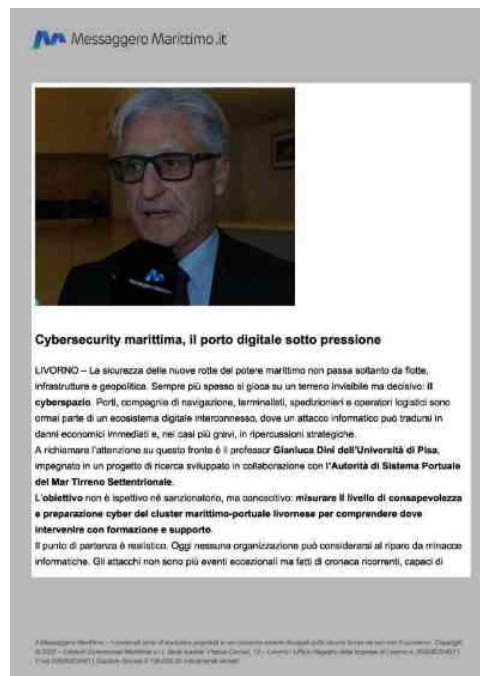 Messaggero Marittimo.it
Cybersecurity marittima, il porto digitale sotto pressione
LIVORNO – La sicurezza delle nuove rotte del potere marittimo non passa soltanto da flotte,
infrastrutture e geopolitica. Sempre più spesso si gioca su un terreno invisibile ma decisivo: il
cyberspazio. Porti, compagnie di navigazione, terminalisti, spedizionieri e operatori logistici sono
ormai parte di un ecosistema digitale interconnesso, dove un attacco informatico può tradursi in
danni economici immediati e, nei casi più gravi, in ripercussioni strategiche.
A richiamare l'attenzione su questo fronte è il professor Gianluca Dini dell'Università di Pisa,
impegnato in un progetto di ricerca sviluppato in collaborazione con l'Autorità di Sistema Portuale
del Mar Tirreno Settentrionale.
L'obiettivo non è ispettivo né sanzionatorio, ma conoscitivo: misurare il livello di consapevolezza
e preparazione cyber del cluster marittimo-portuale livornese per comprendere dove
intervenire con formazione e supporto.
Il punto di partenza è realistico. Oggi nessuna organizzazione può considerarsi al riparo da minacce
informatiche. Gli attacchi non sono più eventi eccezionali ma fatti di cronaca ricorrenti, capaci di